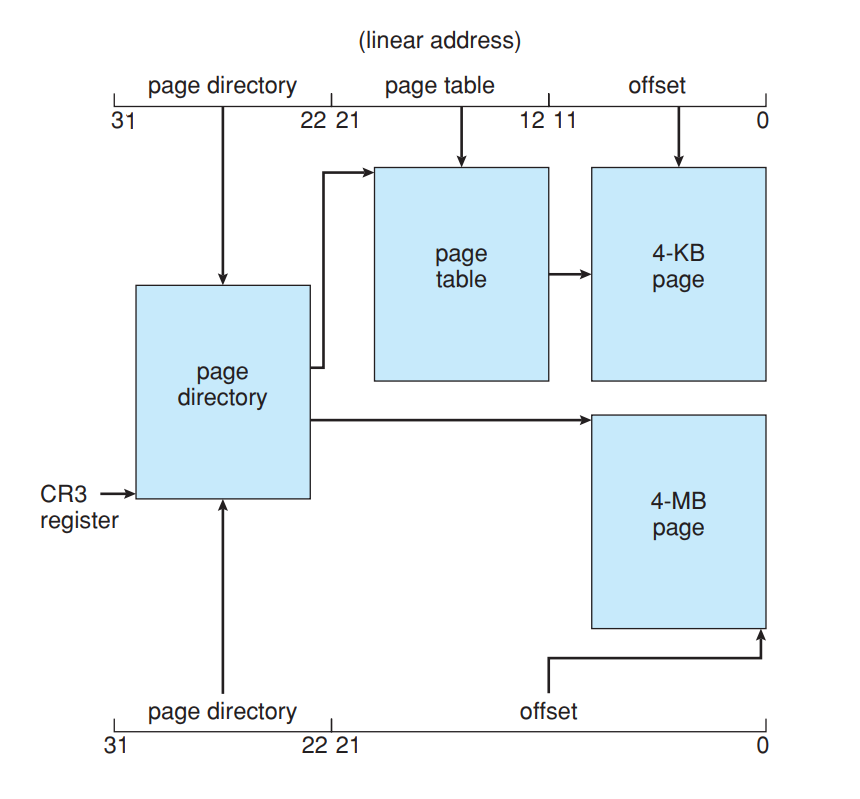 (linear address)
page directory page table offset
31 22 21 12 11 0
page
table
4-KB
page
page
directory
CR3
register
4-MB
page
page directory offset
31 22 21 0